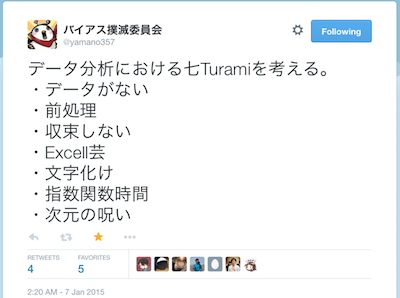 バイアス撲滅委員会
@yamano357
Following
データ分析における七Turamiを考える。
・データがない
・前処理
・収束しない
・Excell芸
・文字化け
・指数関数時間
・次元の呪い
RETWEETS
4
FAVORITES
5
2:20 AM - 7 Jan 2015